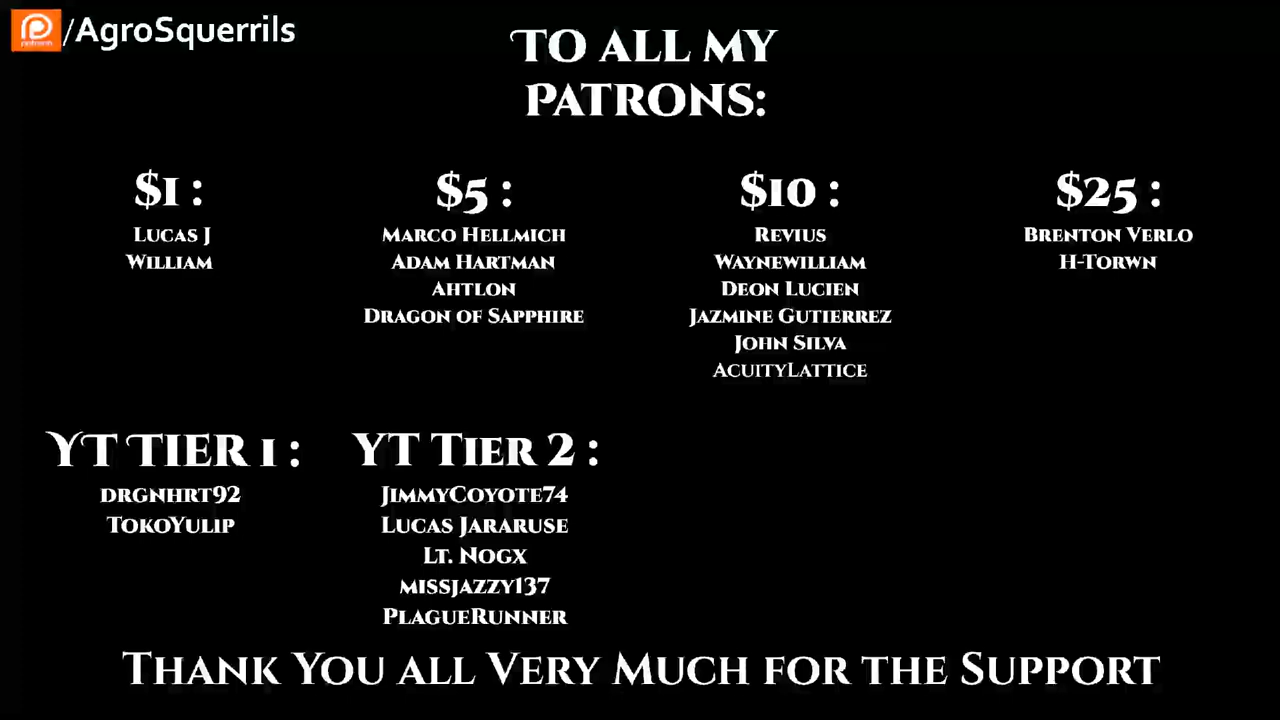 /AgroSquerrils
To all my
Patrons:
$1 :
Lucas J
William
$5 :
Marco Hellmich
Adam Hartman
Ahtlon
Dragon of Sapphire
$10 :
Revius
Waynewilliam
Deon Lucien
Jazmine Gutierrez
John Silva
AcuityLattice
$25 :
Brenton Verlo
H-Torwn
YT Tier 1 :
drgnhrt92
TokoYulip
YT Tier 2 :
JimmyCoyote74
Lucas Jararuse
Lt. Nogx
missjazzy137
PlagueRunner
Thank You all Very Much for the Support